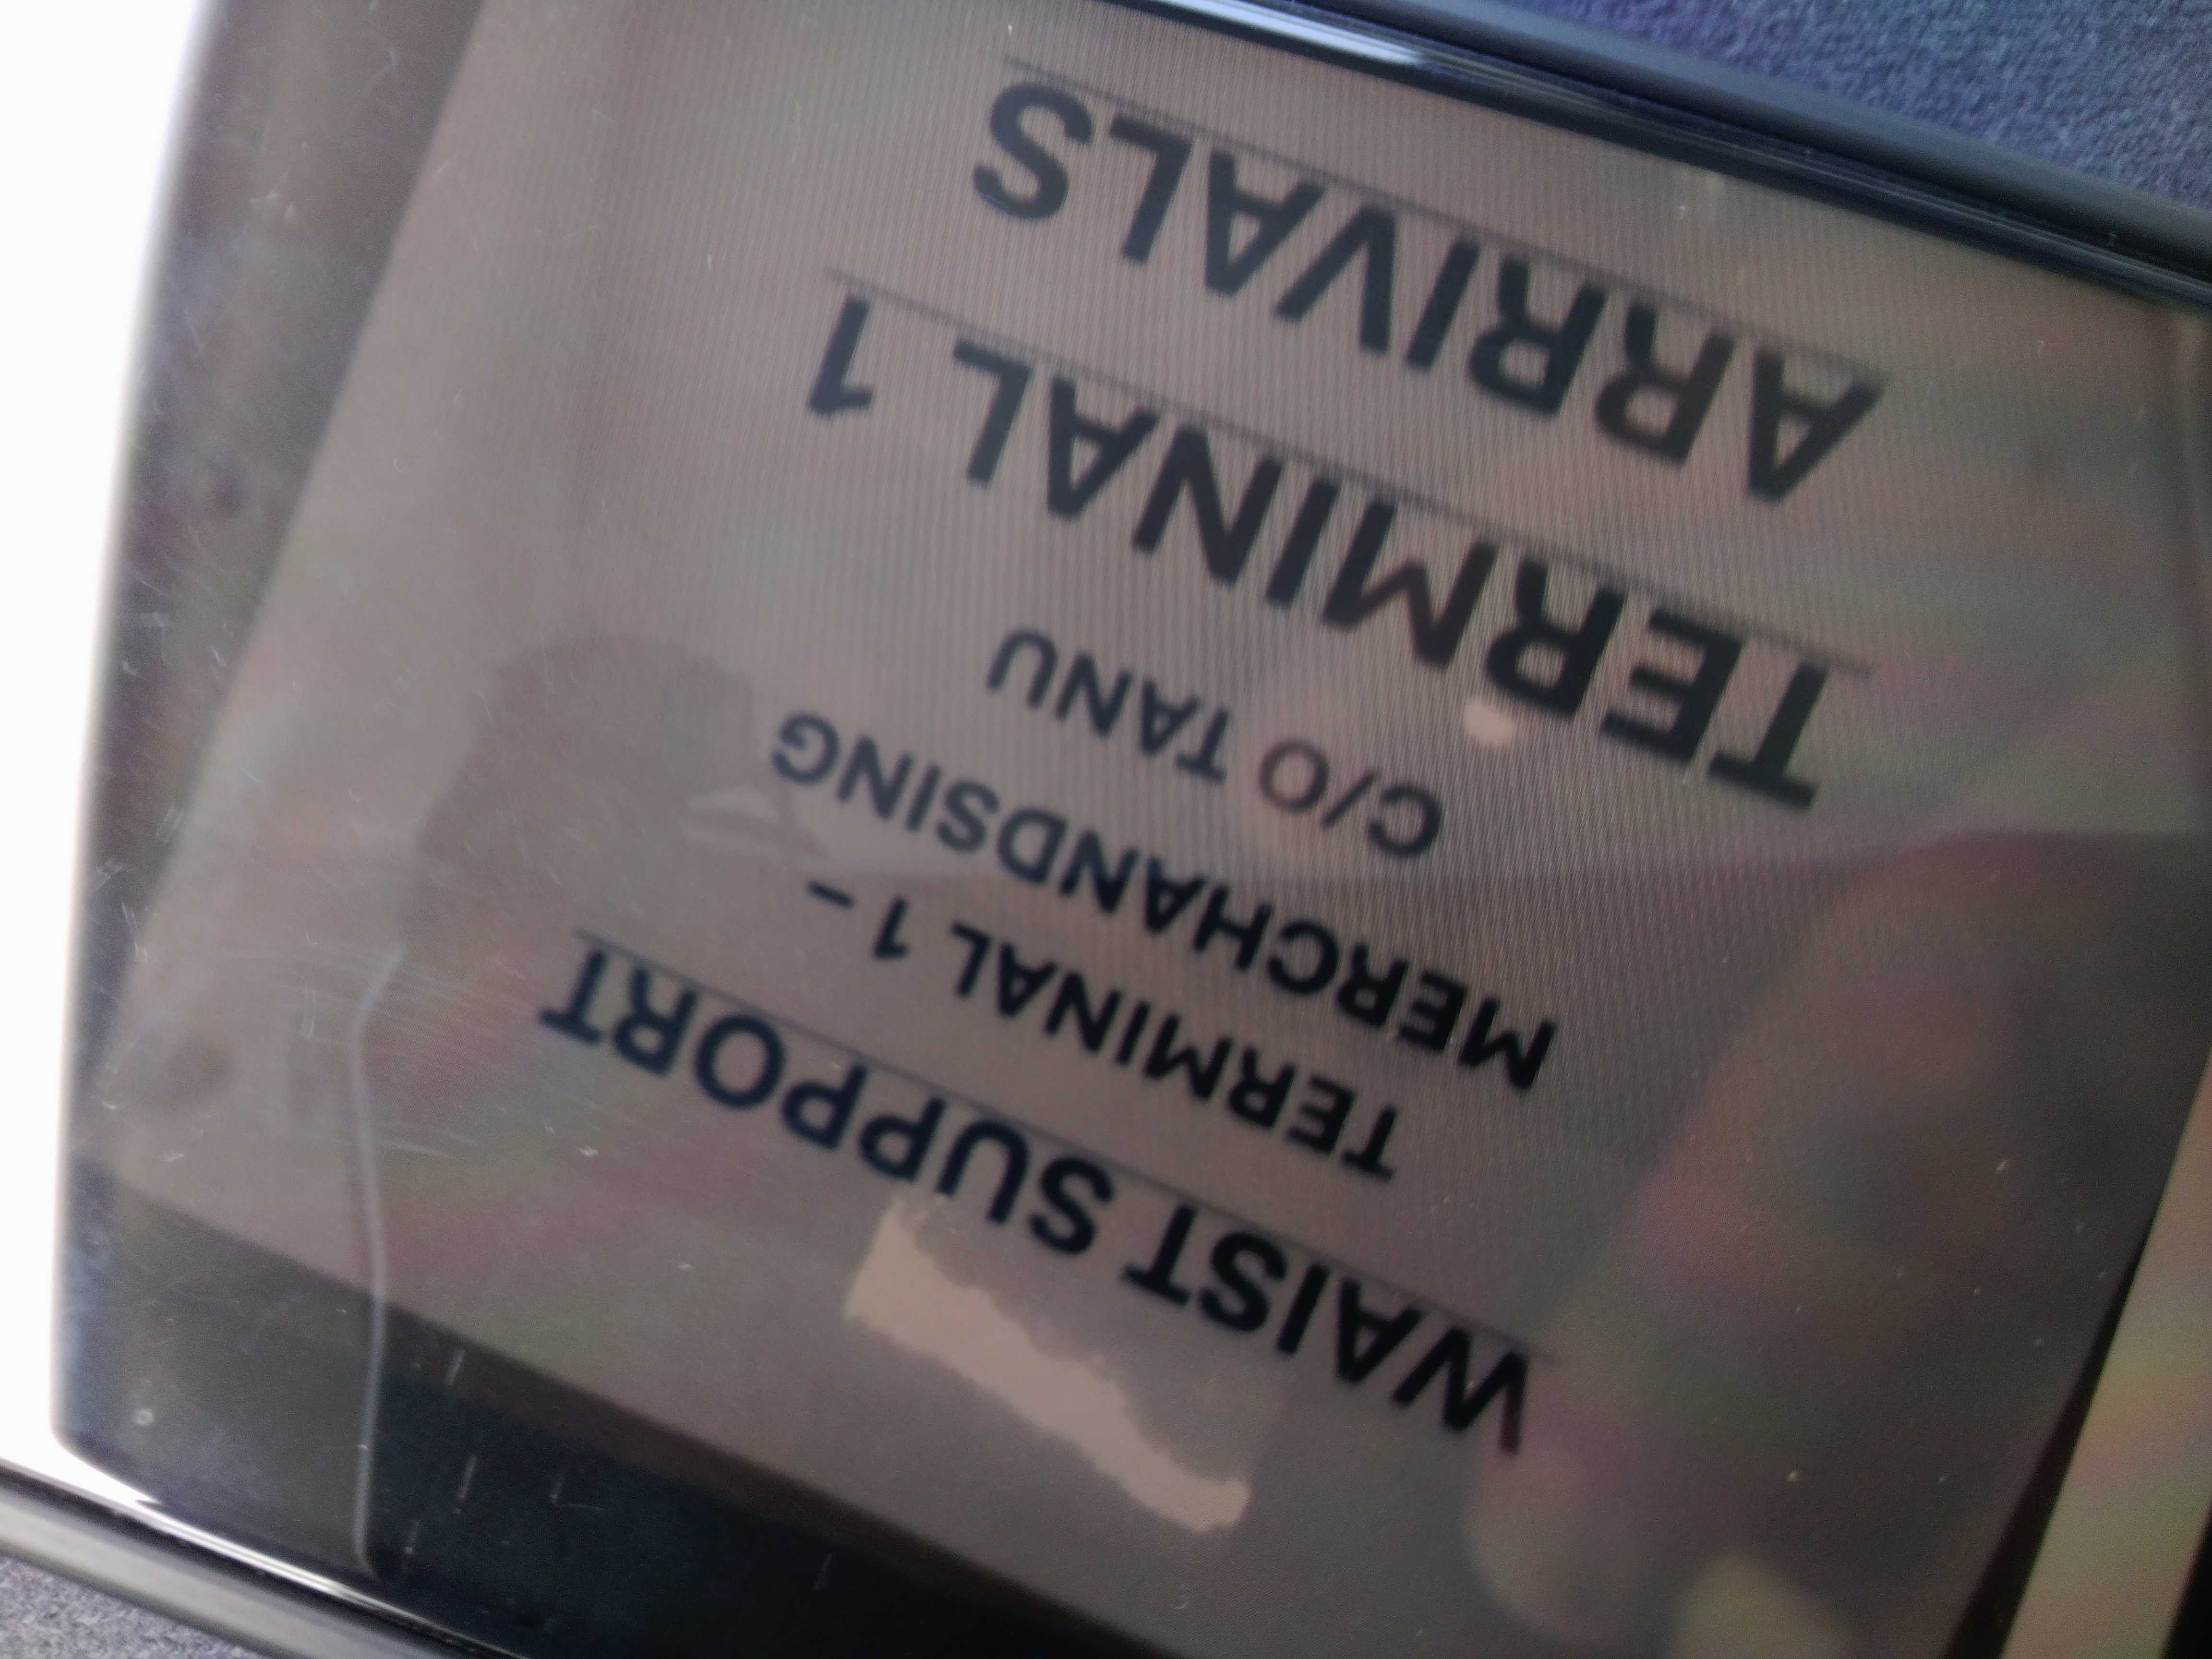 WAIST SUPPORT
TERMINAL 1 –
MERCHANDSING
C/O TANU
TERMINAL 1
ARRIVALS